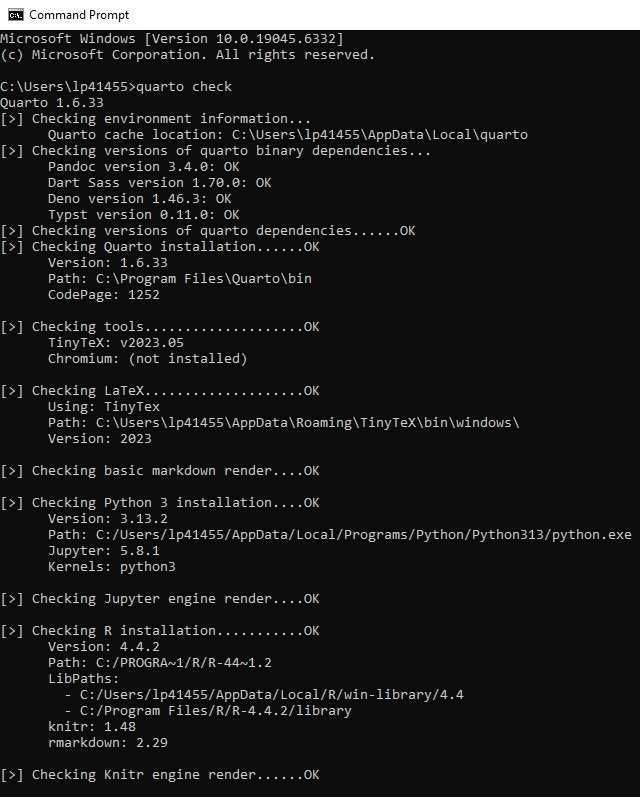 Command Prompt
Microsoft Windows [Version 10.0.19045.6332]
(c) Microsoft Corporation. All rights reserved.
C:\Users\lp41455>quarto check
Quarto 1.6.33
[>] Checking environment information...
      Quarto cache location: C:\Users\lp41455\AppData\Local\quarto
[>] Checking versions of quarto binary dependencies...
      Pandoc version 3.4.0: OK
      Dart Sass version 1.70.0: OK
      Deno version 1.46.3: OK
      Typst version 0.11.0: OK
[>] Checking versions of quarto dependencies......OK
[>] Checking Quarto installation......OK
      Version: 1.6.33
      Path: C:\Program Files\Quarto\bin
      CodePage: 1252
[>] Checking tools....................OK
      TinyTeX: v2023.05
      Chromium: (not installed)
[>] Checking LaTeX....................OK
      Using: TinyTex
      Path: C:\Users\lp41455\AppData\Roaming\TinyTeX\bin\windows\
      Version: 2023
[>] Checking basic markdown render....OK
[>] Checking Python 3 installation....OK
      Version: 3.13.2
      Path: C:/Users/lp41455/AppData/Local/Programs/Python/Python313/python.exe
      Jupyter: 5.8.1
      Kernels: python3
[>] Checking Jupyter engine render....OK
[>] Checking R installation...........OK
      Version: 4.4.2
      Path: C:/PROGRA~1/R/R-44~1.2
      LibPaths:
        - C:/Users/lp41455/AppData/Local/R/win-library/4.4
        - C:/Program Files/R/R-4.4.2/library
      knitr: 1.48
      rmarkdown: 2.29
[>] Checking Knitr engine render......OK